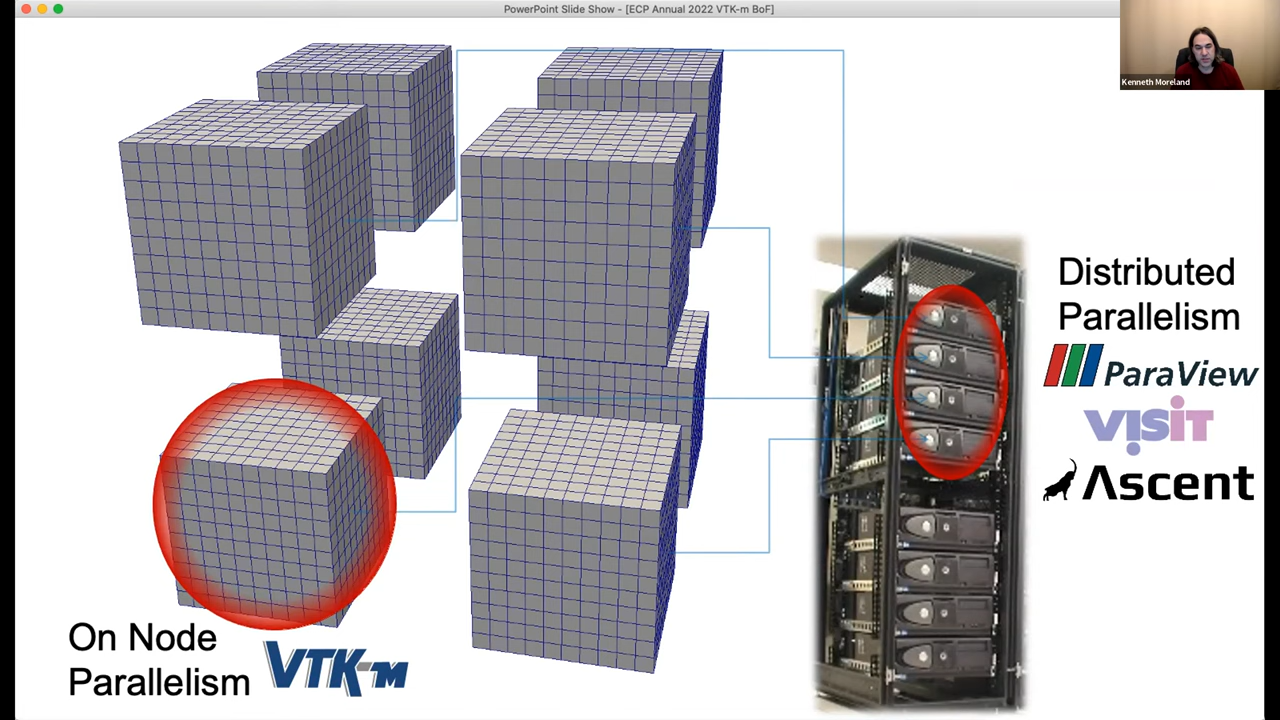 PowerPoint Slide Show - [ECP Annual 2022 VTK-m BoF]
Kenneth Moreland
Distributed
Parallelism
ParaView
VisIt
Ascent
On Node
Parallelism
VTK-m